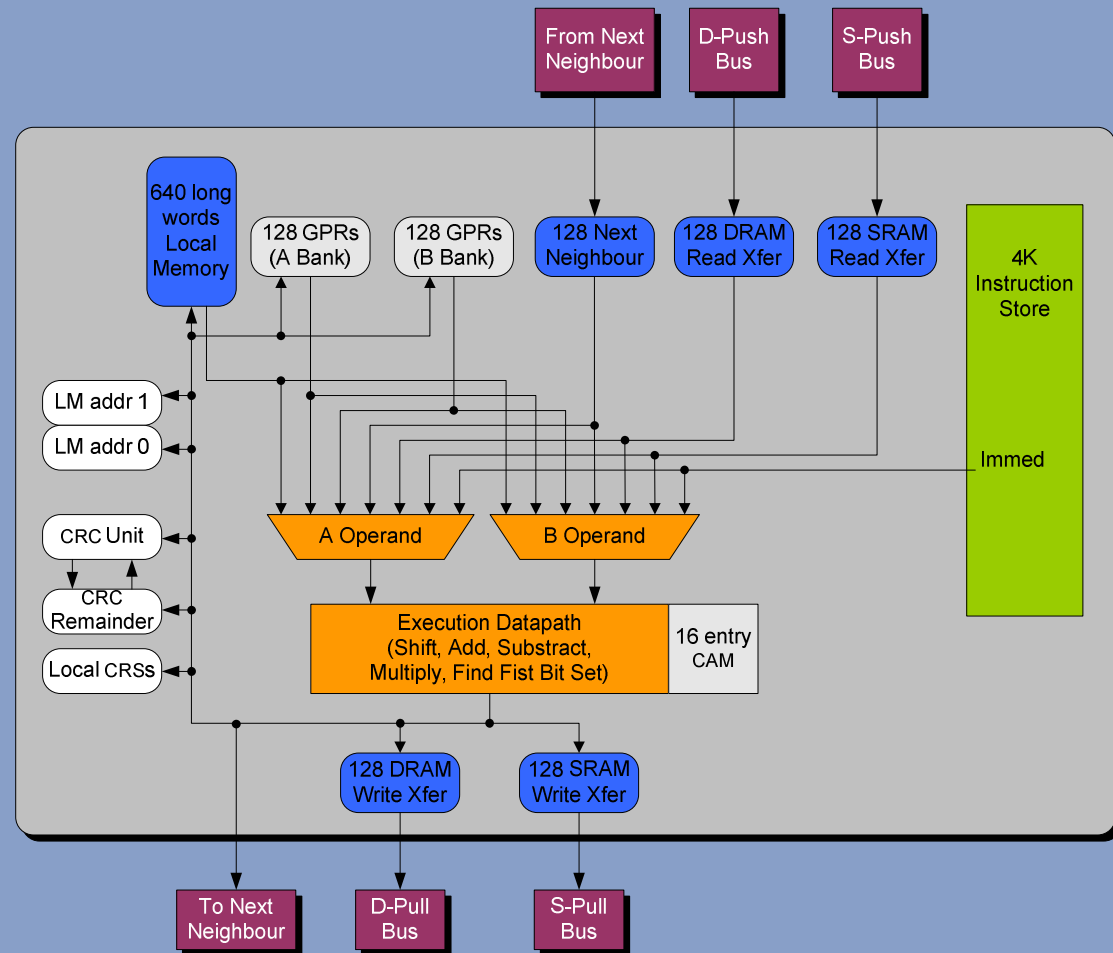 From Next
Neighbour
D-Push
Bus
S-Push
Bus
640 long
words
Local
Memory
128 GPRs
(A Bank)
128 GPRs
(B Bank)
128 Next
Neighbour
128 DRAM
Read Xfer
128 SRAM
Read Xfer
4K
Instruction
Store
LM addr 1
LM addr 0
Immed
CRC Unit
A Operand
B Operand
CRC
Remainder
Execution Datapath
(Shift, Add, Substract,
Multiply, Find Fist Bit Set)
16 entry
CAM
Local CRSs
128 DRAM
Write Xfer
128 SRAM
Write Xfer
To Next
Neighbour
D-Pull
Bus
S-Pull
Bus